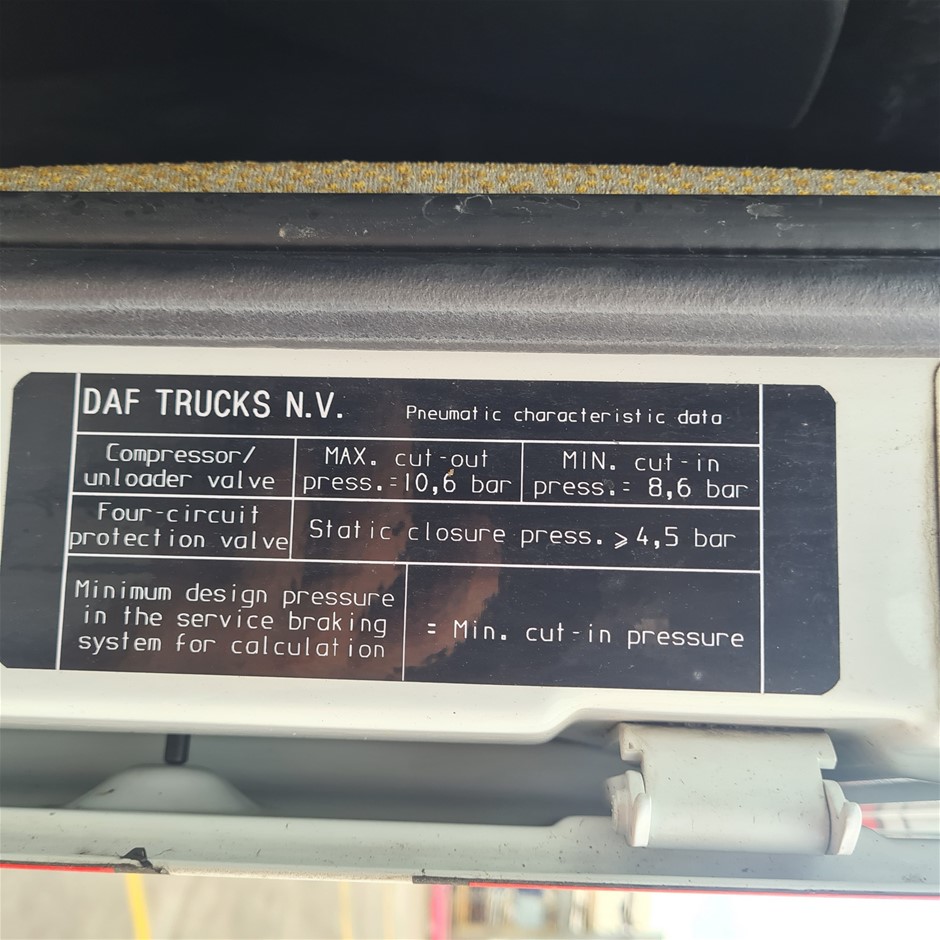 DAF TRUCKS N.V. Pneumatic characteristic data
Compressor/
unloader valve
MAX. cut-out
press.=10,6 bar
MIN. cut-in
press.= 8,6 bar
Four-circuit
protection valve
Static closure press. ⩾ 4,5 bar
Minimum design pressure
in the service braking
system for calculation
= Min. cut-in pressure